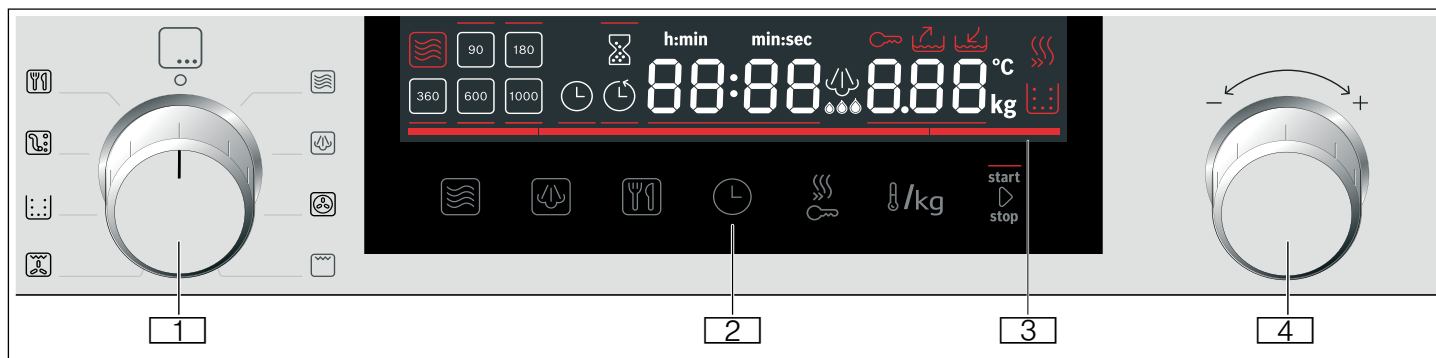 h:min min:sec
90 180
88:88 8.88 °C
kg
360 600 1000
− +
start
/kg
stop
1 2 3 4